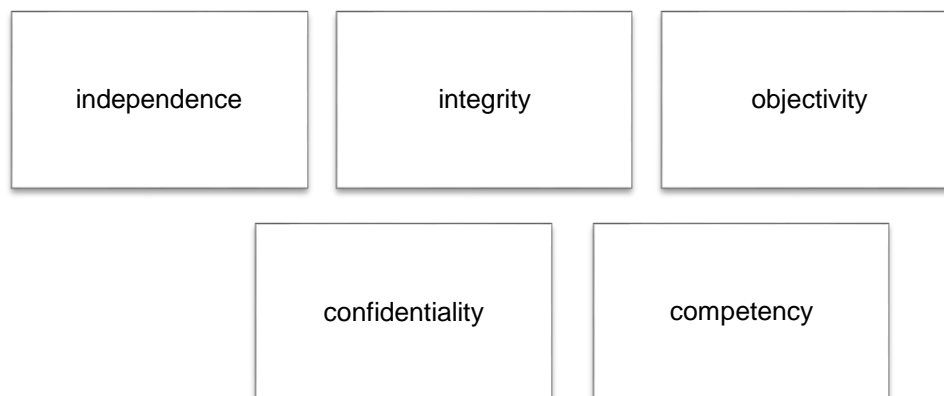 independence
integrity
objectivity
confidentiality
competency